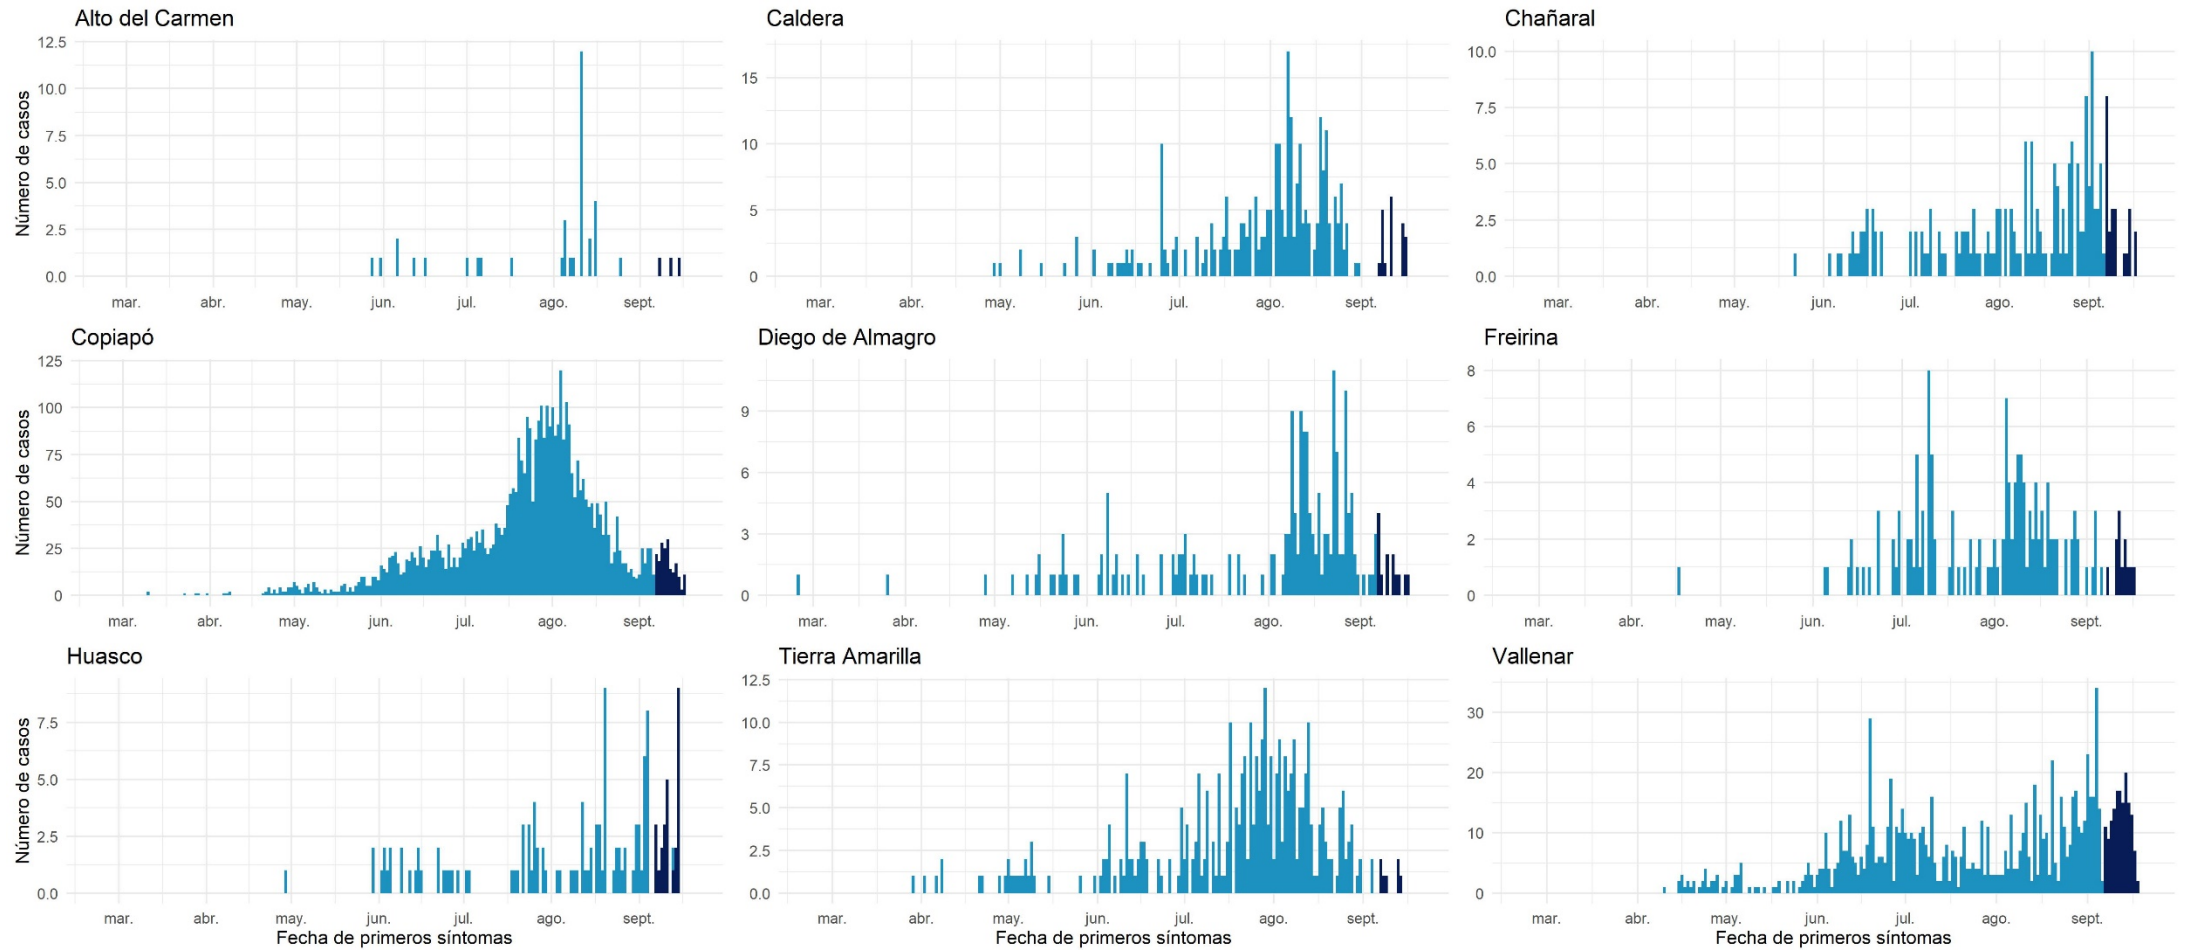 Alto del Carmen
Caldera
Chañaral
Número de casos
12.5
10.0
7.5
5.0
2.5
0.0
mar. abr. may. jun. jul. ago. sept.
15
10
5
0
mar. abr. may. jun. jul. ago. sept.
10.0
7.5
5.0
2.5
0.0
mar. abr. may. jun. jul. ago. sept.
Copiapó
Diego de Almagro
Freirina
Número de casos
125
100
75
50
25
0
mar. abr. may. jun. jul. ago. sept.
9
6
3
0
mar. abr. may. jun. jul. ago. sept.
8
6
4
2
0
mar. abr. may. jun. jul. ago. sept.
Huasco
Tierra Amarilla
Vallenar
Número de casos
7.5
5.0
2.5
0.0
mar. abr. may. jun. jul. ago. sept.
Fecha de primeros síntomas
12.5
10.0
7.5
5.0
2.5
0.0
mar. abr. may. jun. jul. ago. sept.
Fecha de primeros síntomas
30
20
10
0
mar. abr. may. jun. jul. ago. sept.
Fecha de primeros síntomas